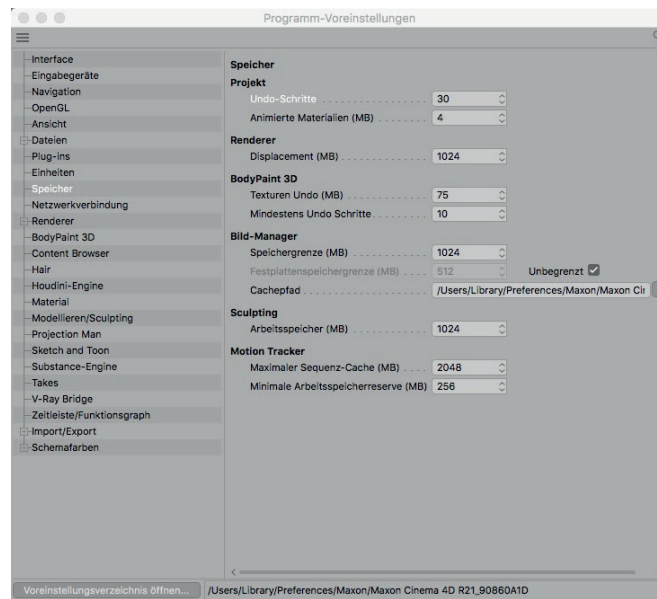 Programm-Voreinstellungen
Interface
Eingabegeräte
Navigation
OpenGL
Ansicht
Dateien
Plug-ins
Einheiten
Speicher
Netzwerkverbindung
Renderer
BodyPaint 3D
Content Browser
Hair
Houdini-Engine
Material
Modellieren/Sculpting
Projection Man
Sketch and Toon
Substance-Engine
Takes
V-Ray Bridge
Zeitleiste/Funktionsgraph
Import/Export
Schemafarben
Speicher
Projekt
Undo-Schritte 30
Animierte Materialien (MB) 4
Renderer
Displacement (MB) 1024
BodyPaint 3D
Texturen Undo (MB) 75
Mindestens Undo Schritte 10
Bild-Manager
Speichergrenze (MB) 1024
Festplattenspeichergrenze (MB) 512 Unbegrenzt
Cachepfad /Users/Library/Preferences/Maxon/Maxon Cin
Sculpting
Arbeitsspeicher (MB) 1024
Motion Tracker
Maximaler Sequenz-Cache (MB) 2048
Minimale Arbeitsspeicherreserve (MB) 256
Voreinstellungsverzeichnis öffnen... /Users/Library/Preferences/Maxon/Maxon Cinema 4D R21_90860A1D